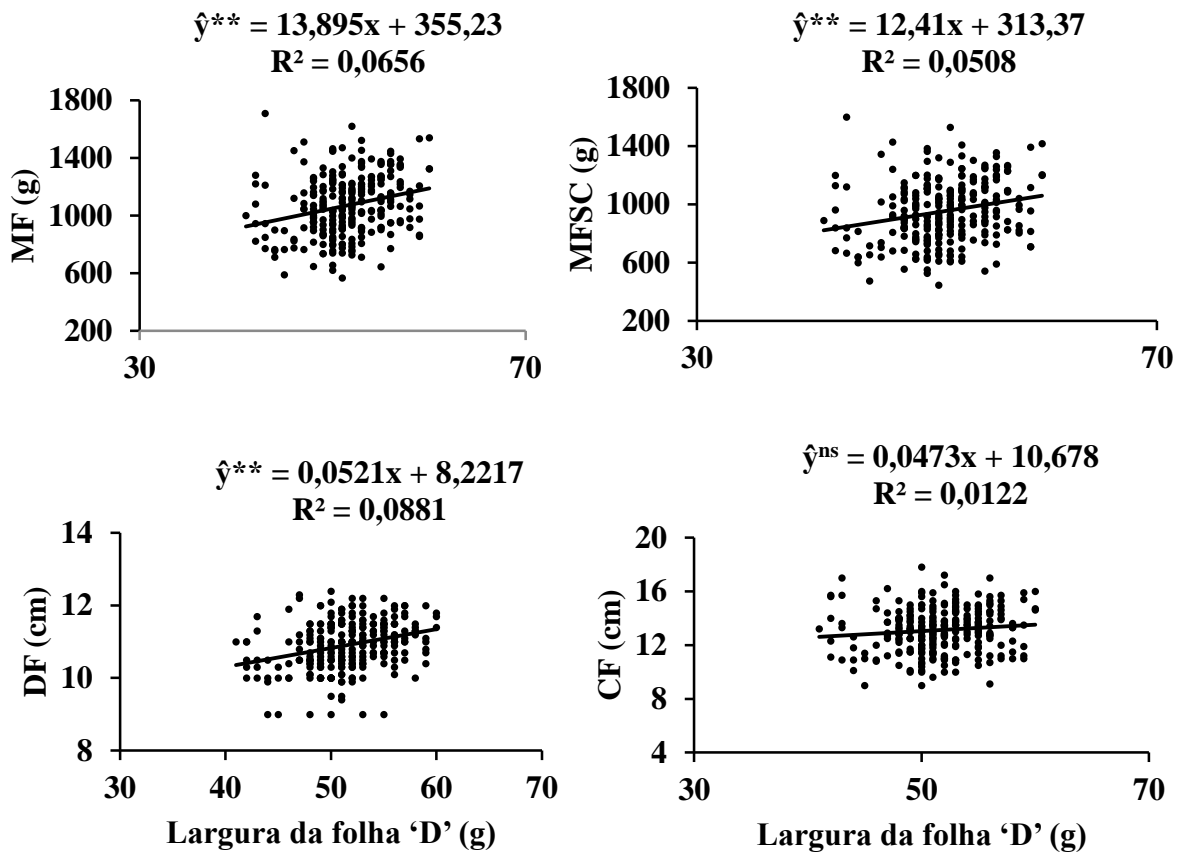 ŷ** = 13,895x + 355,23
R² = 0,0656
MF (g)
1800
1400
1000
600
200
30
70
ŷ** = 12,41x + 313,37
R² = 0,0508
MFSC (g)
1800
1400
1000
600
200
30
70
ŷ** = 0,0521x + 8,2217
R² = 0,0881
DF (cm)
14
12
10
8
30
40
50
60
70
Largura da folha ‘D’ (g)
ŷⁿˢ = 0,0473x + 10,678
R² = 0,0122
CF (cm)
20
16
12
8
4
30
50
70
Largura da folha ‘D’ (g)